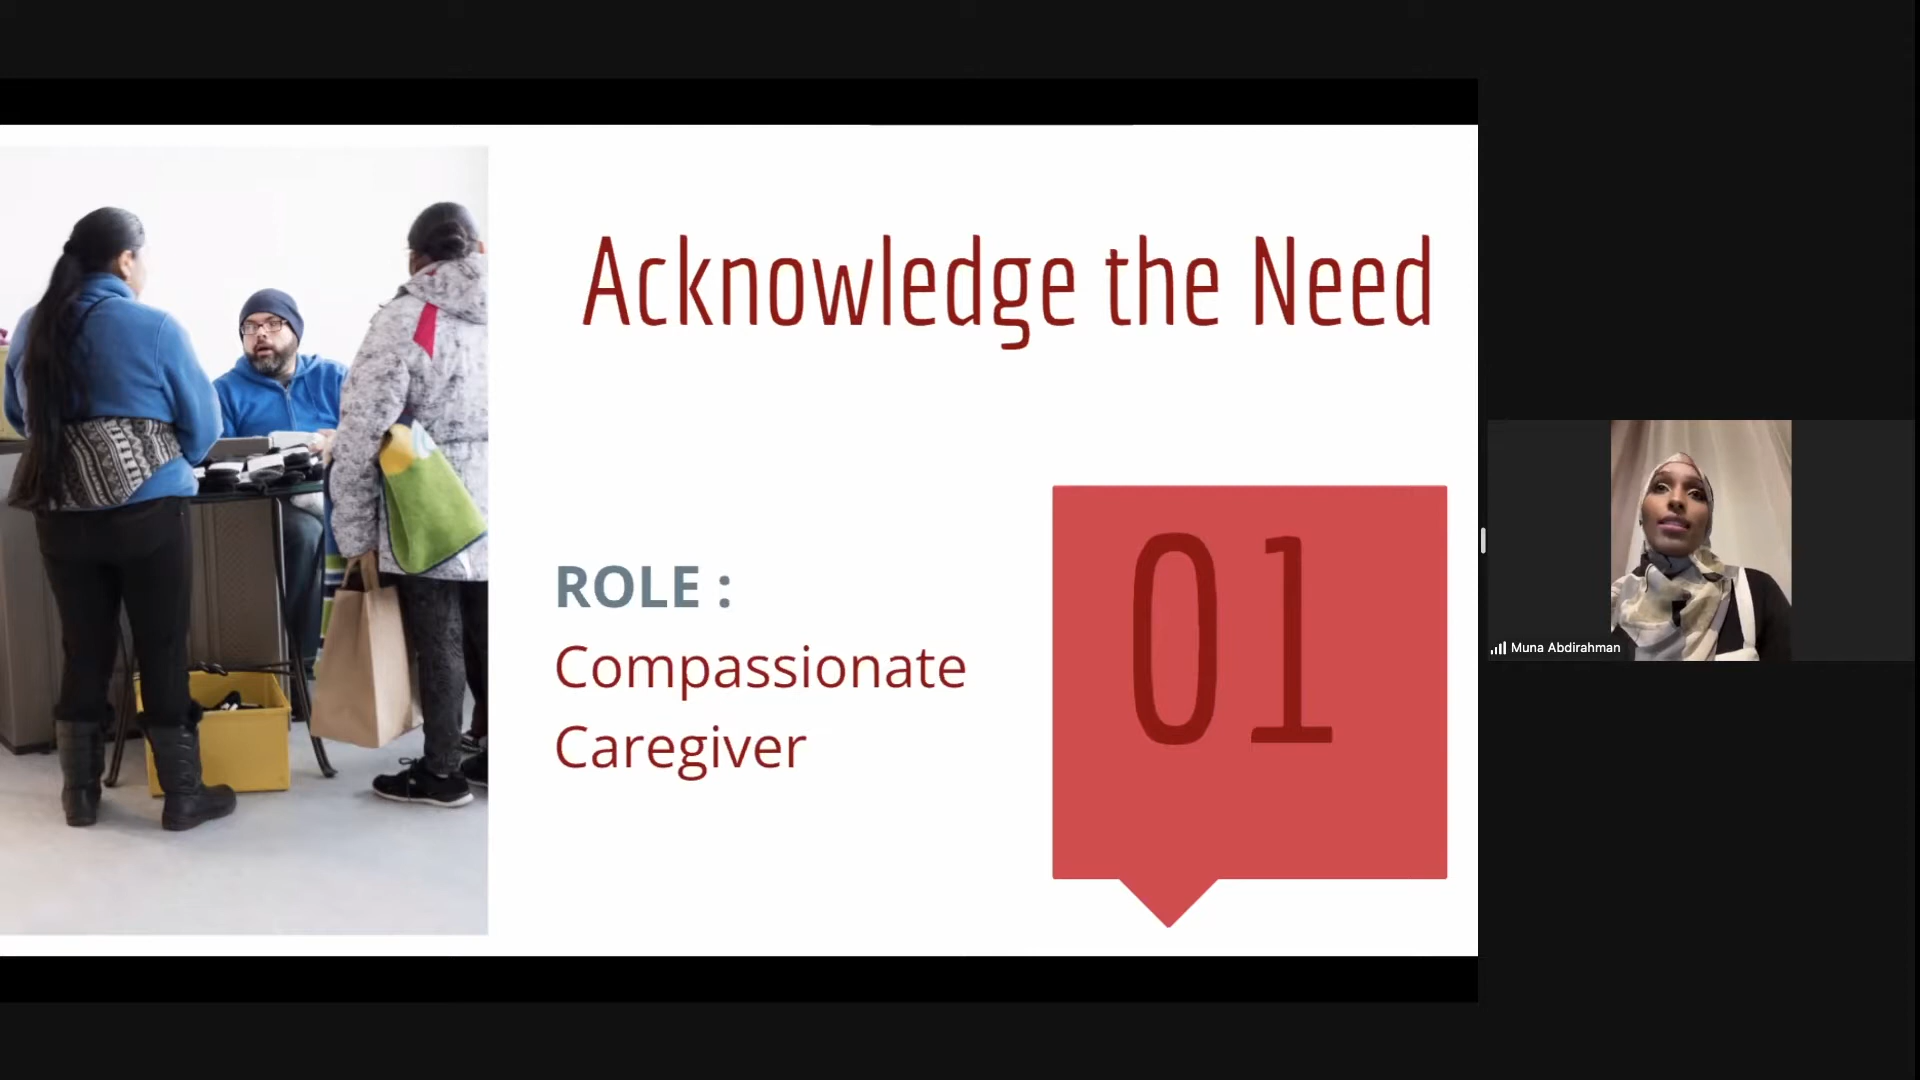 Acknowledge the Need
ROLE :
Compassionate
Caregiver
01
Muna Abdirahman